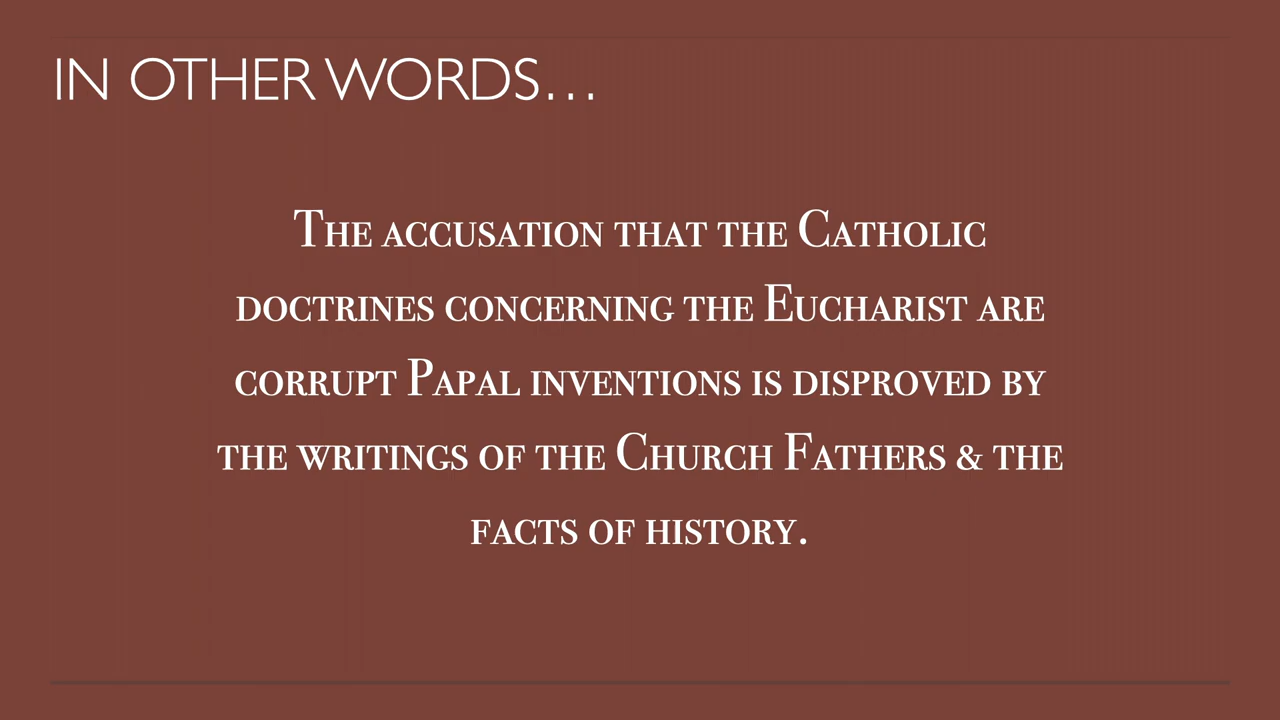 IN OTHER WORDS...
The accusation that the Catholic
doctrines concerning the Eucharist are
corrupt Papal inventions is disproved by
the writings of the Church Fathers & the
facts of history.